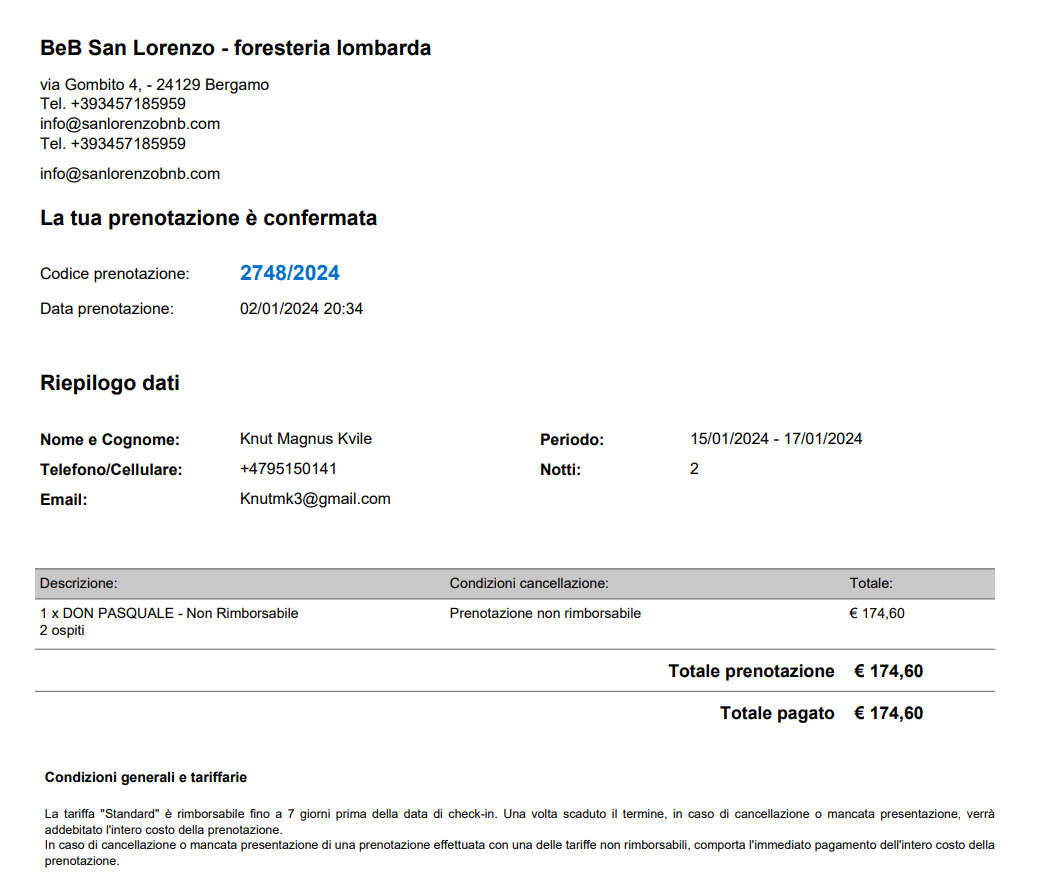 BeB San Lorenzo - foresteria lombarda
via Gombito 4, - 24129 Bergamo
Tel. +393457185959
info@sanlorenzobnb.com
Tel. +393457185959
info@sanlorenzobnb.com
La tua prenotazione è confermata
Codice prenotazione: 2748/2024
Data prenotazione: 02/01/2024 20:34
Riepilogo dati
Nome e Cognome: Knut Magnus Kvile Periodo: 15/01/2024 - 17/01/2024
Telefono/Cellulare: +4795150141 Notti: 2
Email: Knutmk3@gmail.com
Descrizione: Condizioni cancellazione: Totale:
1 x DON PASQUALE - Non Rimborsabile Prenotazione non rimborsabile € 174,60
2 ospiti
Totale prenotazione € 174,60
Totale pagato € 174,60
Condizioni generali e tariffarie
La tariffa "Standard" è rimborsabile fino a 7 giorni prima della data di check-in. Una volta scaduto il termine, in caso di cancellazione o mancata presentazione, verrà
addebitato l'intero costo della prenotazione.
In caso di cancellazione o mancata presentazione di una prenotazione effettuata con una delle tariffe non rimborsabili, comporta l'immediato pagamento dell'intero costo della
prenotazione.